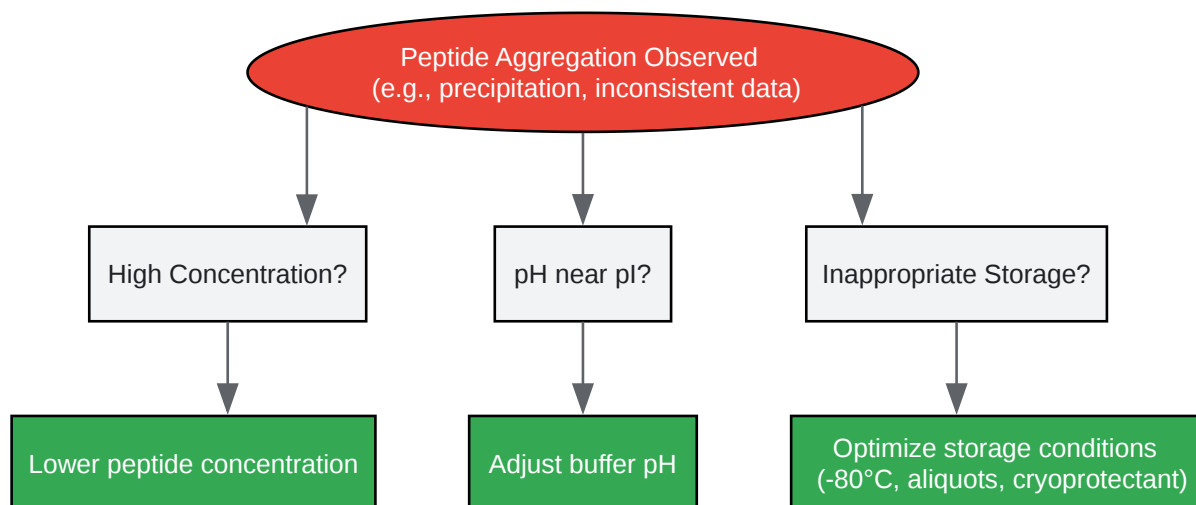 Peptide Aggregation Observed
(e.g., precipitation, inconsistent data)
High Concentration?
pH near pI?
Inappropriate Storage?
Lower peptide concentration
Adjust buffer pH
Optimize storage conditions
(-80°C, aliquots, cryoprotectant)